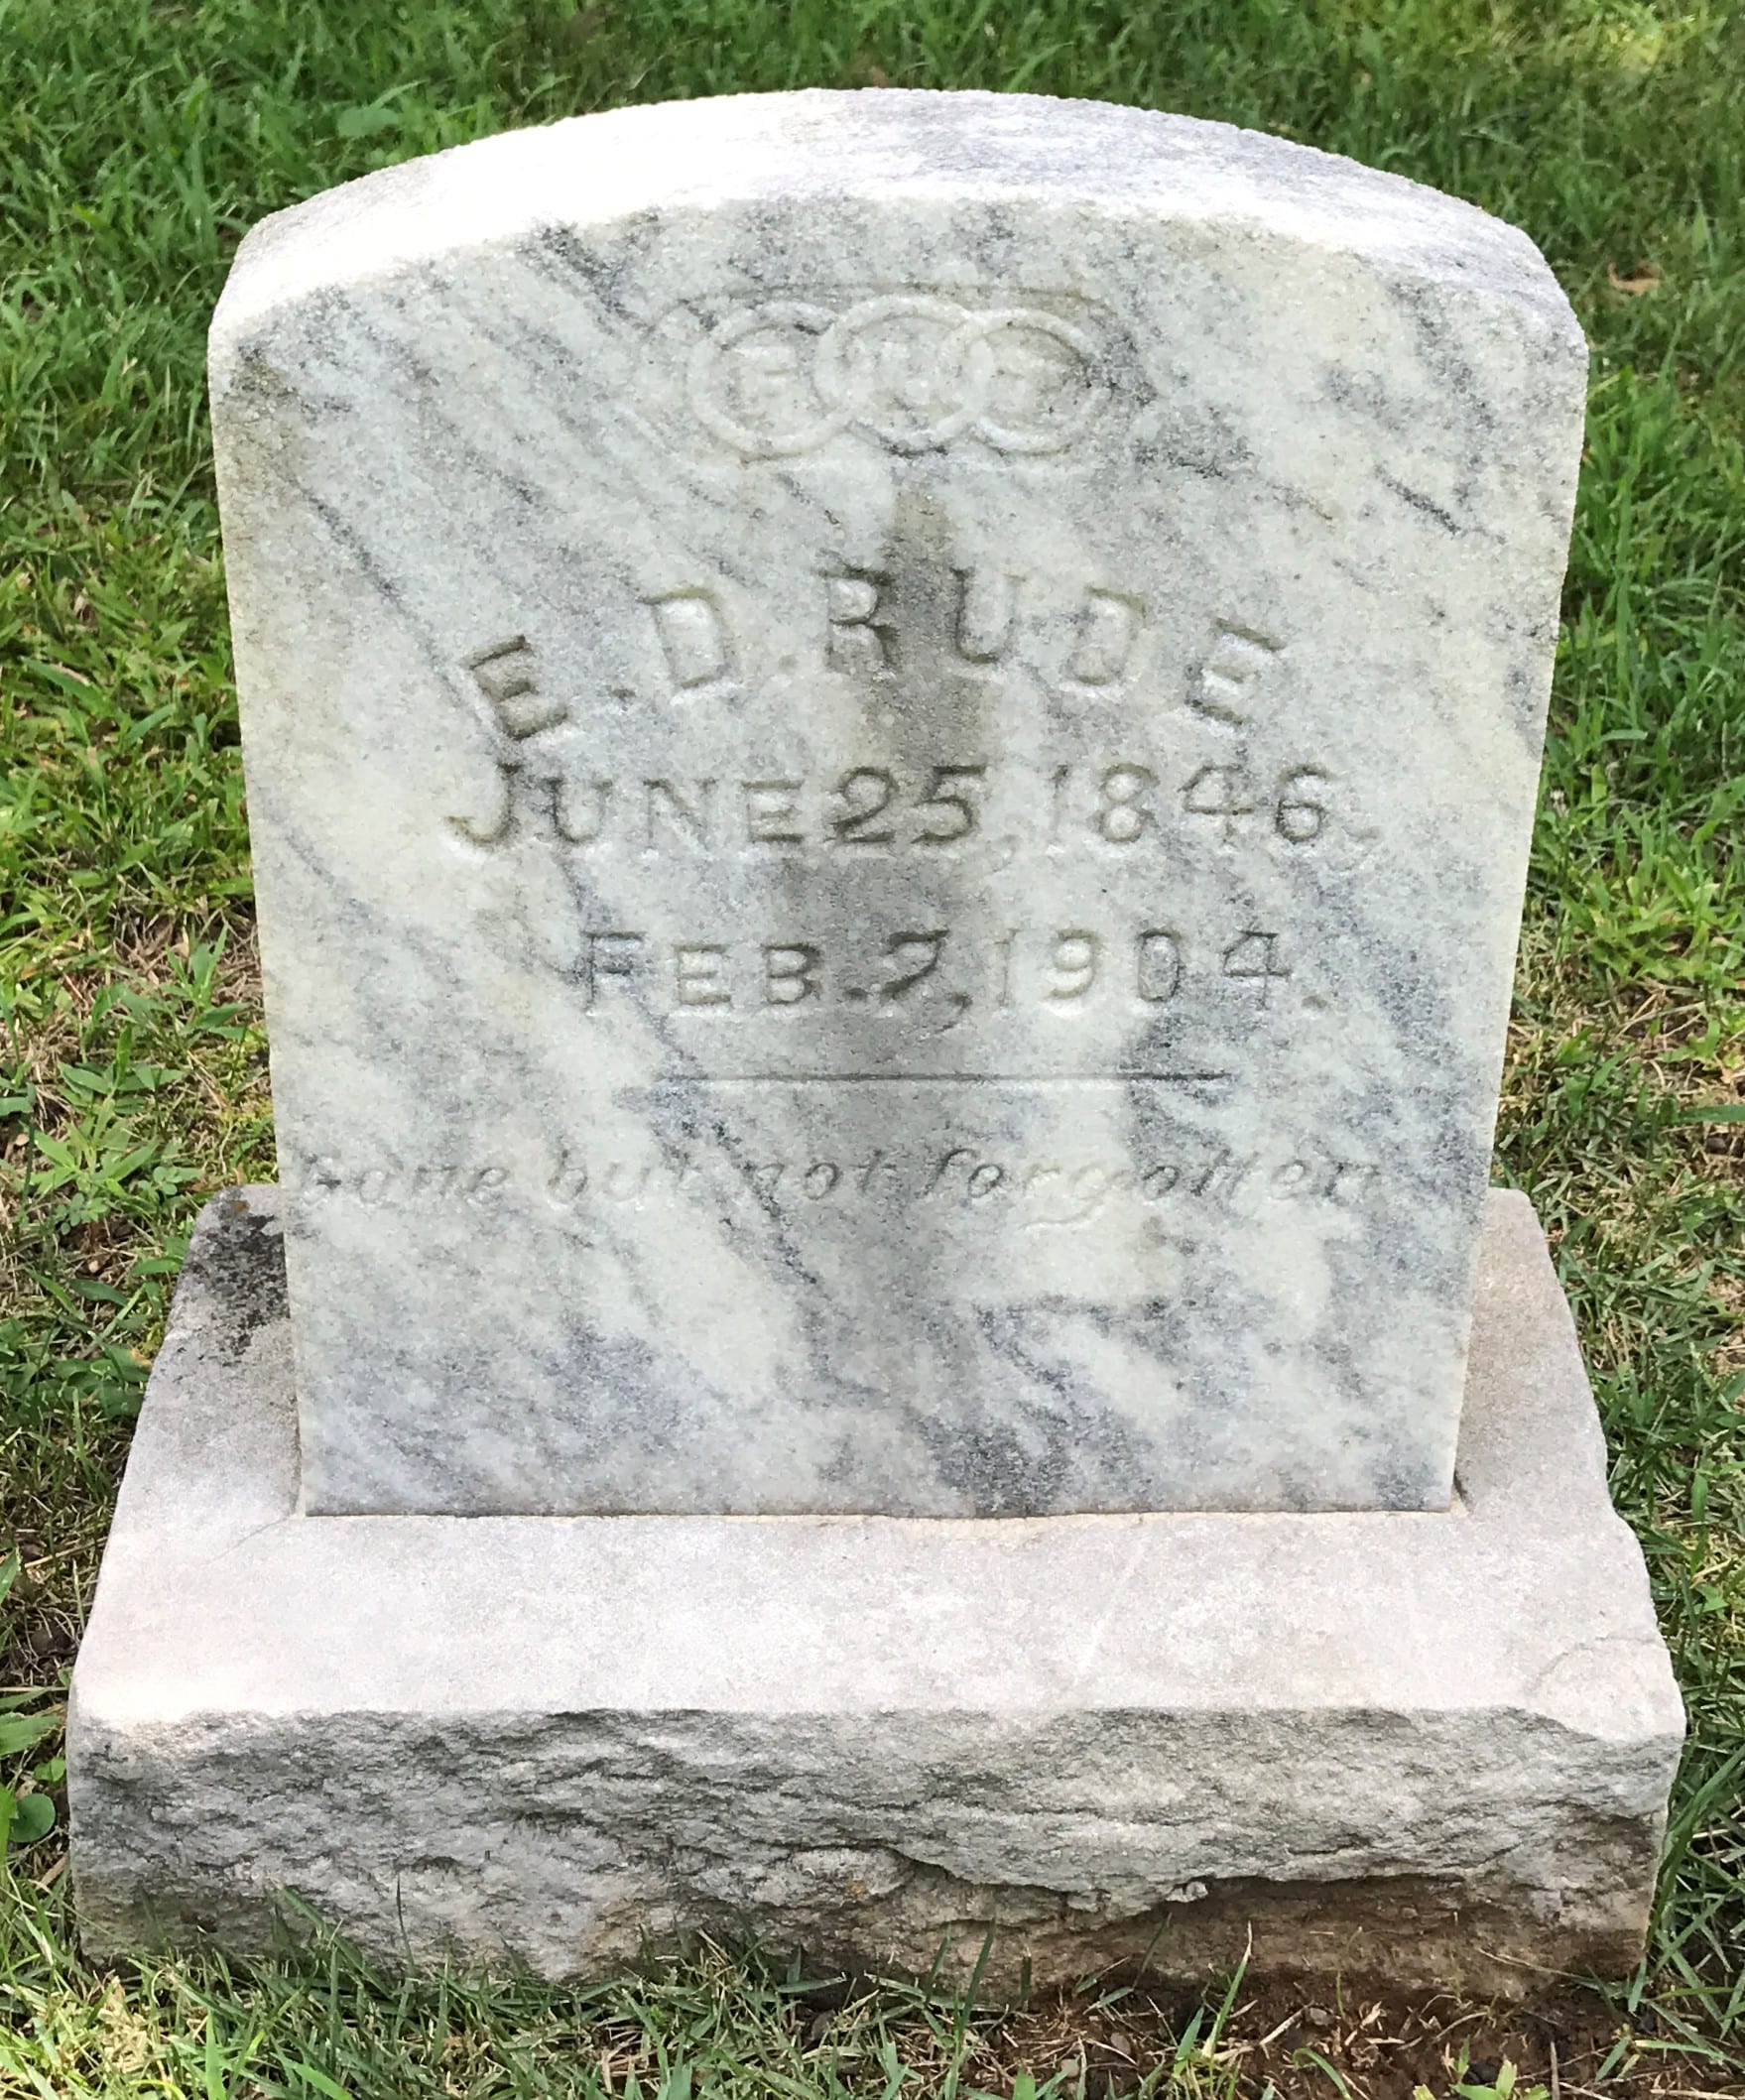 F L T
E. D. RUDE
JUNE 25, 1846.
FEB. 7, 1904.
Gone but not forgotten